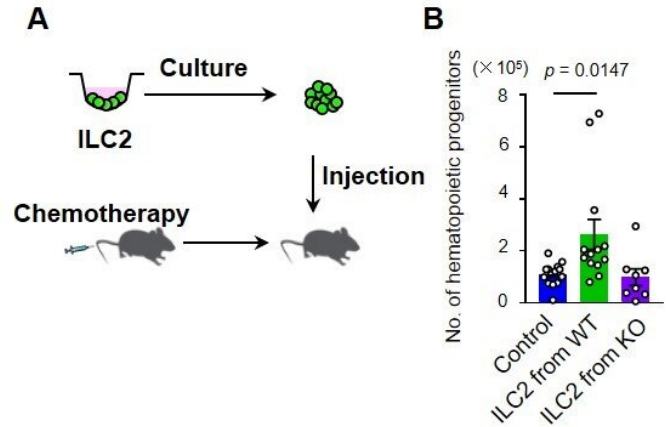 A
Culture
ILC2
Injection
Chemotherapy
B
(×10⁵)
p = 0.0147
No. of hematopoietic progenitors
8
6
4
2
0
Control
ILC2 from WT
ILC2 from KO